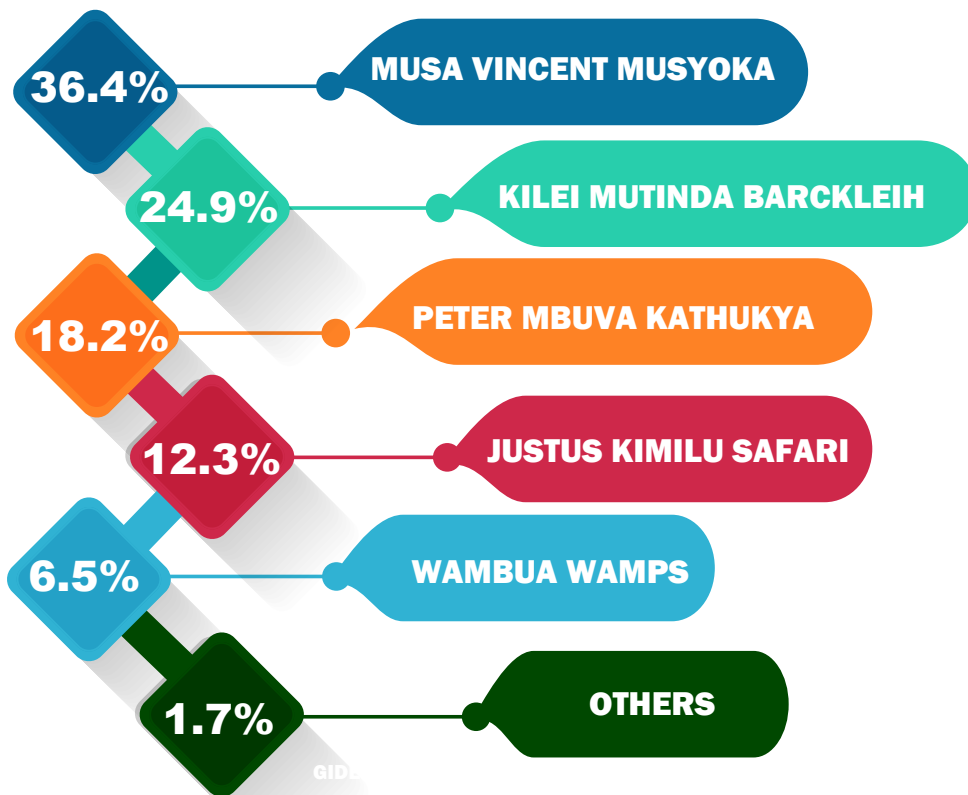 36.4%
MUSA VINCENT MUSYOKA
24.9%
KILEI MUTINDA BARCKLEIH
18.2%
PETER MBUVA KATHUKYA
12.3%
JUSTUS KIMILU SAFARI
6.5%
WAMBUA WAMPS
1.7%
OTHERS